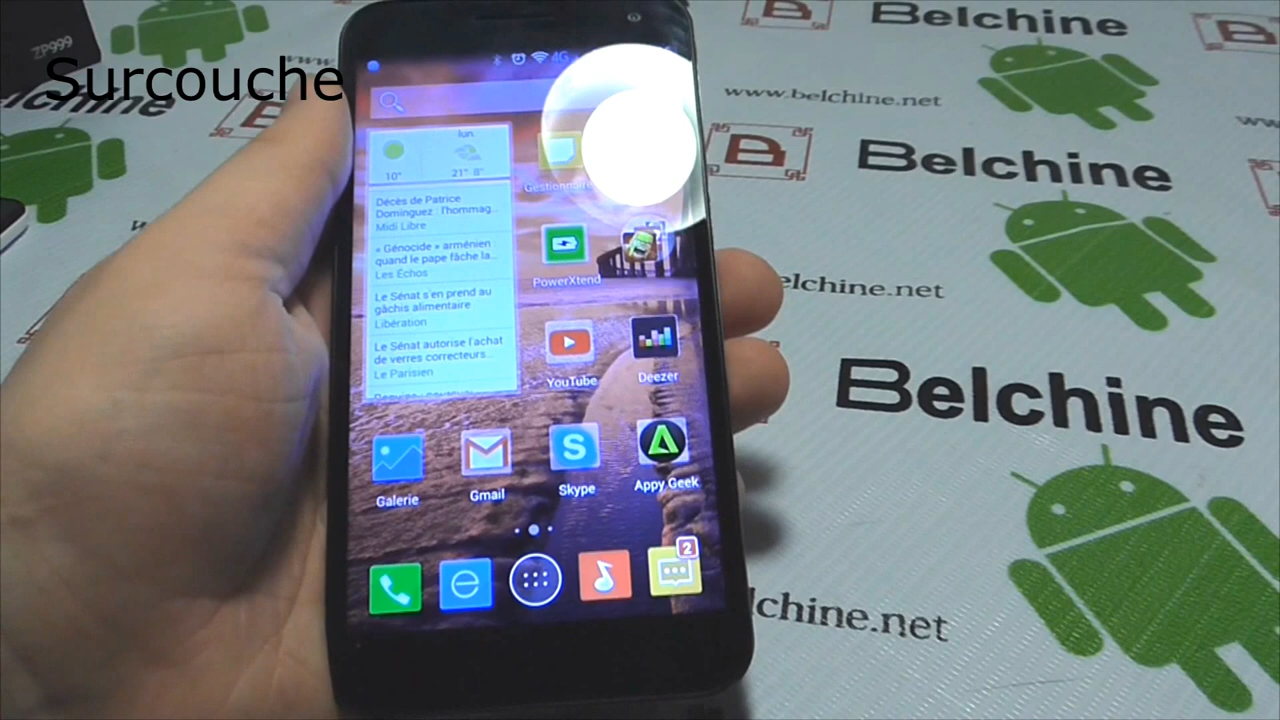 Surcouche
ZP999
Belchine
www.belchine.net
Belchine
elchine.net
Belchine
lchine.net
4G
lun.
10°
21° 8°
Décès de Patrice
Dominguez : l'hommag...
Midi Libre
« Génocide » arménien
quand le pape fâche la...
Les Échos
Le Sénat s'en prend au
gâchis alimentaire
Libération
Le Sénat autorise l'achat
de verres correcteurs...
Le Parisien
Gestionnaire
PowerXtend
YouTube
Deezer
Galerie
Gmail
Skype
Appy Geek
2